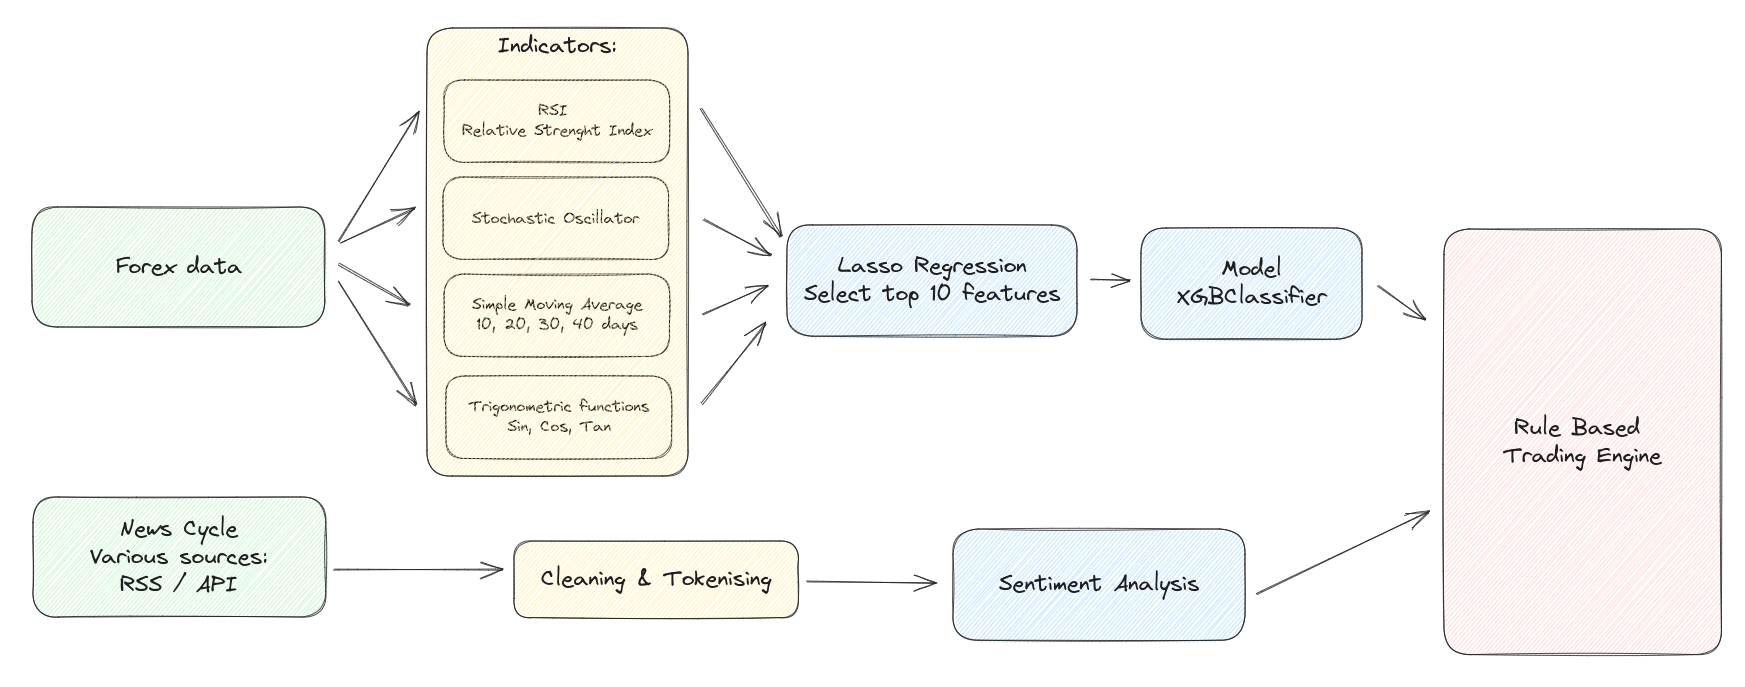 Indicators:
RSI
Relative Strenght Index
Stochastic Oscillator
Simple Moving Average
10, 20, 30, 40 days
Trigonometric functions
Sin, Cos, Tan
Forex data
Lasso Regression
Select top 10 features
Model
XGBClassifier
Rule Based
Trading Engine
News Cycle
Various sources:
RSS / API
Cleaning & Tokenising
Sentiment Analysis